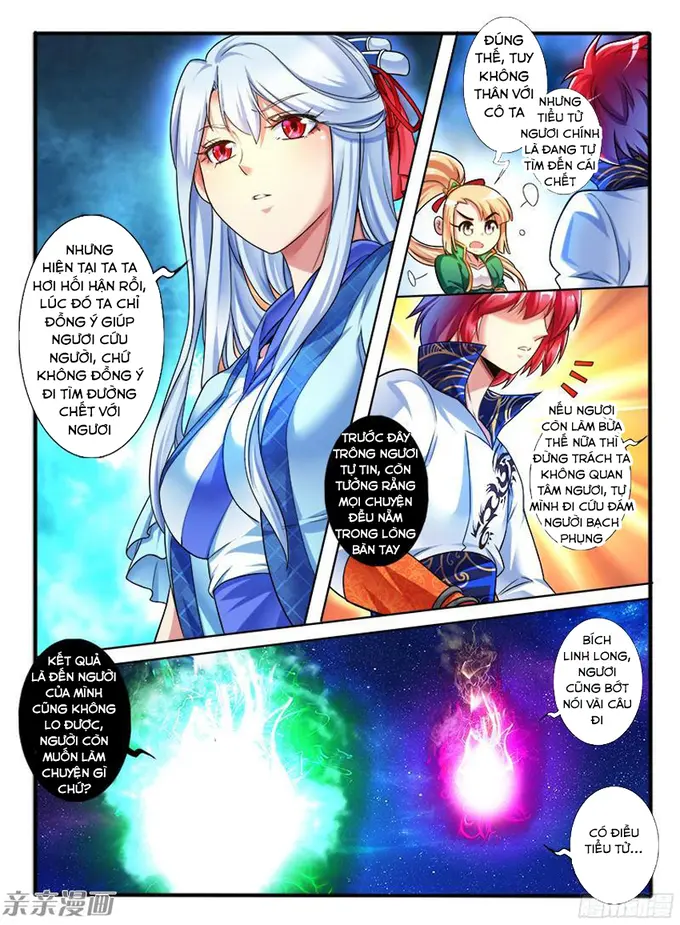 NHƯNG
HIỆN TẠI TA TA
HƠI HỐI HẬN RỒI,
LÚC ĐÓ TA CHỈ
ĐỒNG Ý GIÚP
NGƯƠI CỨU
NGƯỜI, CHỨ
KHÔNG ĐỒNG Ý
ĐI TÌM ĐƯỜNG
CHẾT VỚI
NGƯƠI
ĐÚNG
THẾ, TUY
KHÔNG
THÂN VỚI
CÔ TA
NHƯNG
TIỂU TỬ
NGƯƠI CHÍNH
LÀ ĐANG TỰ
TÌM ĐẾN CÁI
CHẾT
NẾU NGƯƠI
CÒN LÀM BỪA
THẾ NỮA THÌ
ĐỪNG TRÁCH TA
KHÔNG QUAN
TÂM NGƯƠI, TỰ
MÌNH ĐI CỨU ĐÁM
NGƯỜI BẠCH
PHỤNG
TRƯỚC ĐÂY
TRÔNG NGƯƠI
TỰ TIN, CÒN
TƯỞNG RẰNG
MỌI CHUYỆN
ĐỀU NẰM
TRONG LÒNG
BÀN TAY
KẾT QUẢ
LÀ ĐẾN NGƯỜI
CỦA MÌNH
CŨNG KHÔNG
LO ĐƯỢC,
NGƯƠI CÒN
MUỐN LÀM
CHUYỆN GÌ
CHỨ?
BÍCH
LINH LONG,
NGƯƠI
CŨNG BỚT
NÓI VÀI CÂU
ĐI
CÓ ĐIỀU
TIỂU TỬ...
亲亲漫画